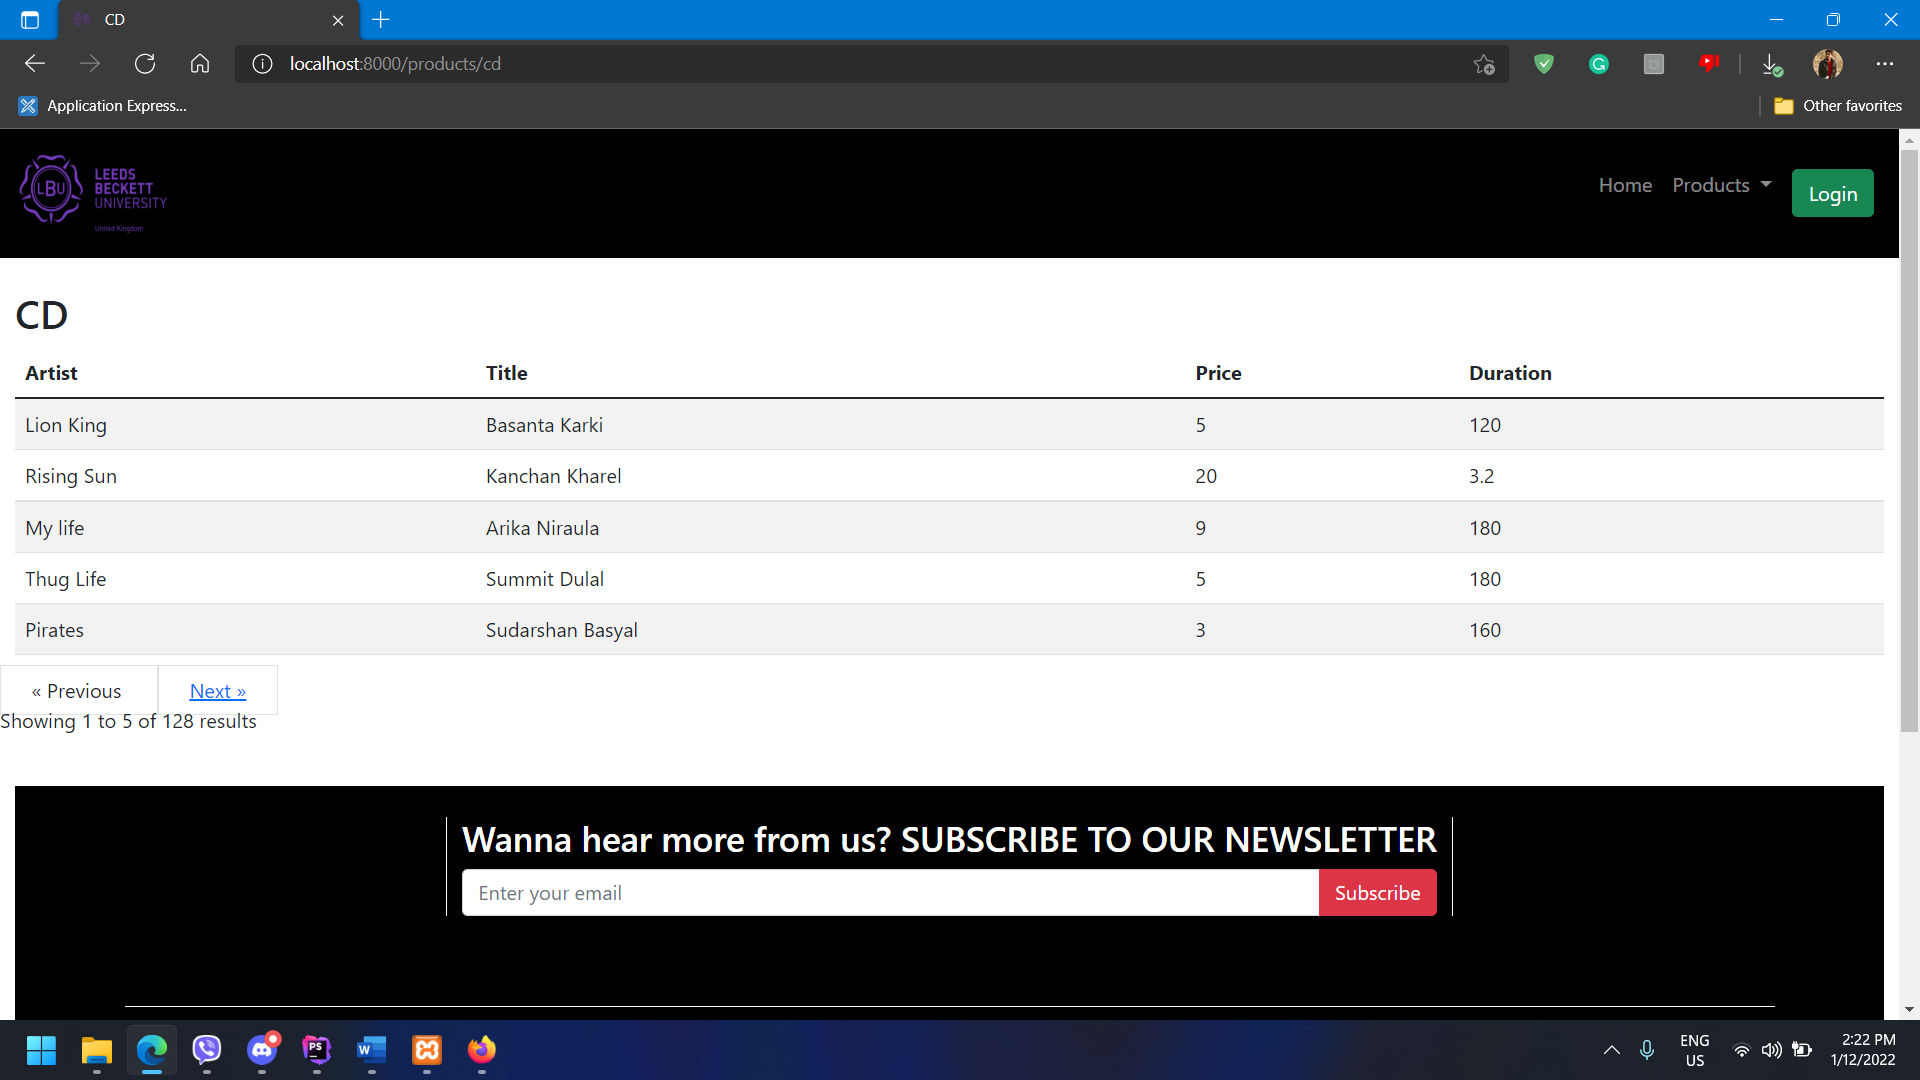 CD
localhost:8000/products/cd
Application Express...
Other favorites
LBU
LEEDS
BECKETT
UNIVERSITY
United Kingdom
Home Products Login
CD
Artist Title Price Duration
Lion King Basanta Karki 5 120
Rising Sun Kanchan Kharel 20 3.2
My life Arika Niraula 9 180
Thug Life Summit Dulal 5 180
Pirates Sudarshan Basyal 3 160
« Previous Next »
Showing 1 to 5 of 128 results
Wanna hear more from us? SUBSCRIBE TO OUR NEWSLETTER
Enter your email Subscribe
PS
W
ENG
US
2:22 PM
1/12/2022